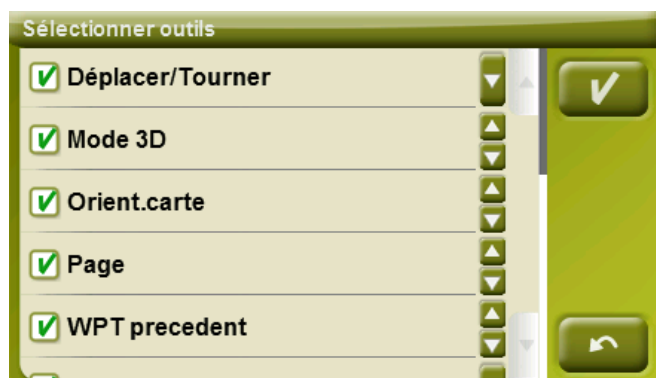 Sélectionner outils
Déplacer/Tourner
Mode 3D
Orient.carte
Page
WPT precedent